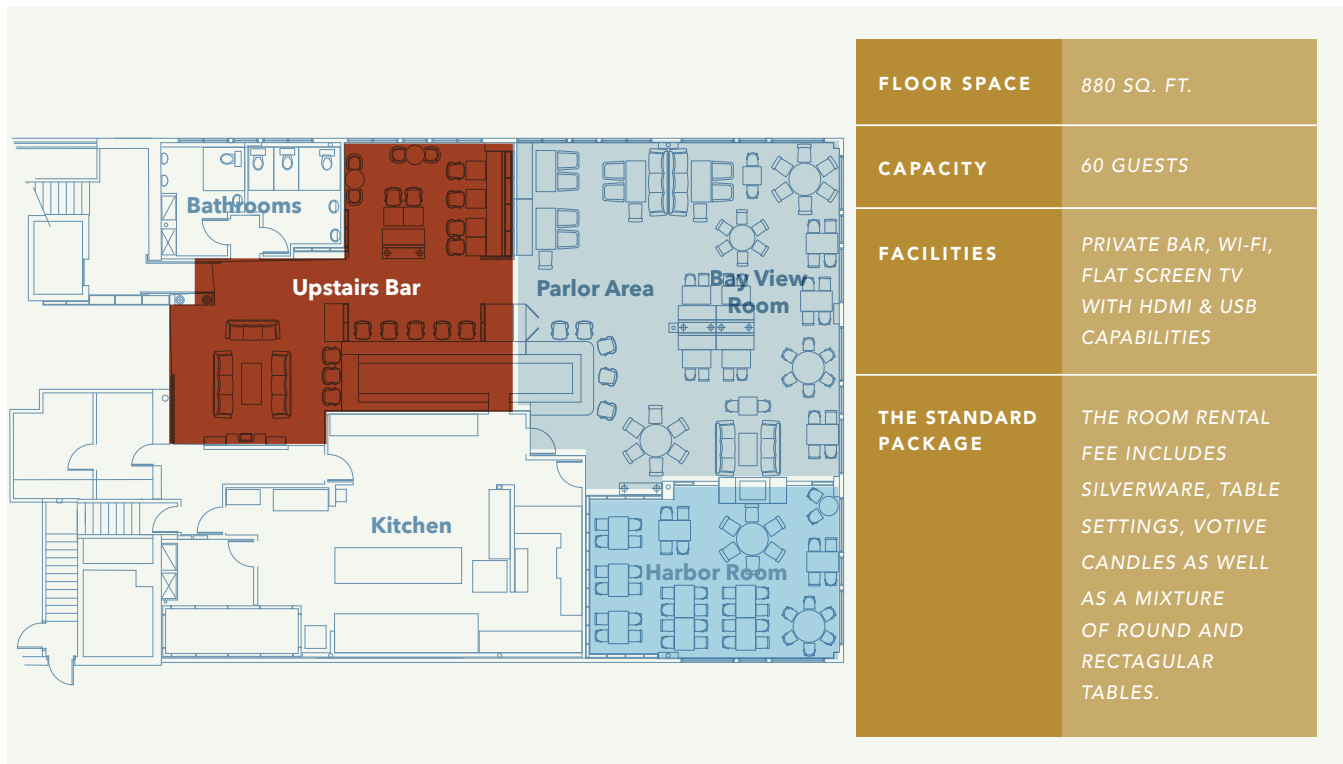 Bathrooms
Upstairs Bar
Parlor Area
Bay View
Room
Kitchen
Harbor Room
FLOOR SPACE
880 SQ. FT.
CAPACITY
60 GUESTS
FACILITIES
PRIVATE BAR, WI-FI,
FLAT SCREEN TV
WITH HDMI & USB
CAPABILITIES
THE STANDARD
PACKAGE
THE ROOM RENTAL
FEE INCLUDES
SILVERWARE, TABLE
SETTINGS, VOTIVE
CANDLES AS WELL
AS A MIXTURE
OF ROUND AND
RECTAGULAR
TABLES.